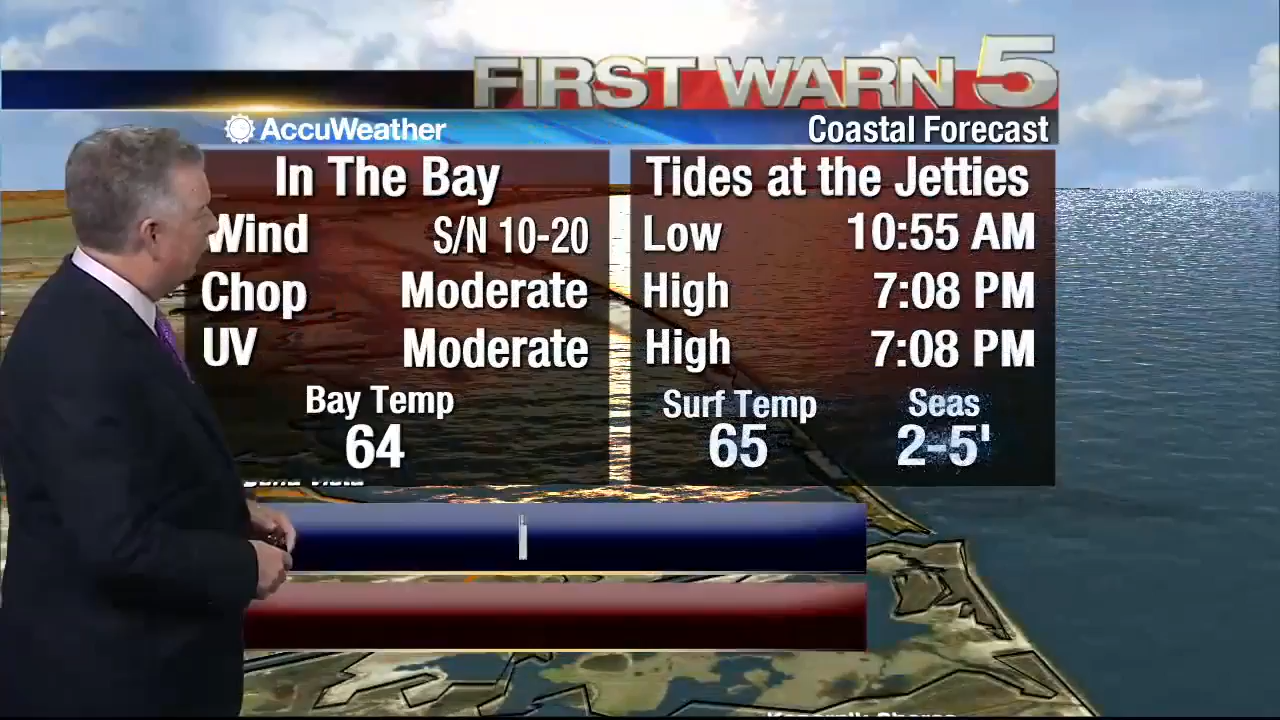 FIRST WARN 5
AccuWeather
Coastal Forecast
In The Bay
Wind S/N 10-20
Chop Moderate
UV Moderate
Bay Temp
64
Tides at the Jetties
Low 10:55 AM
High 7:08 PM
High 7:08 PM
Surf Temp Seas
65 2-5'